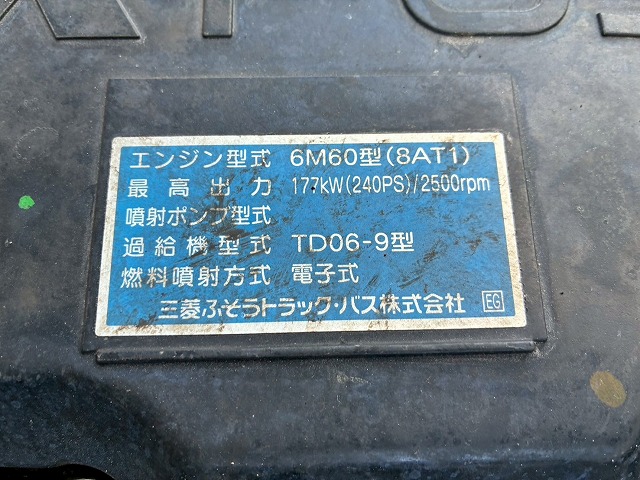 エンジン型式 6M60型(8AT1)
最高出力 177kW(240PS)/2500rpm
噴射ポンプ型式
過給機型式 TD06-9型
燃料噴射方式 電子式
三菱ふそうトラック・バス株式会社 EG